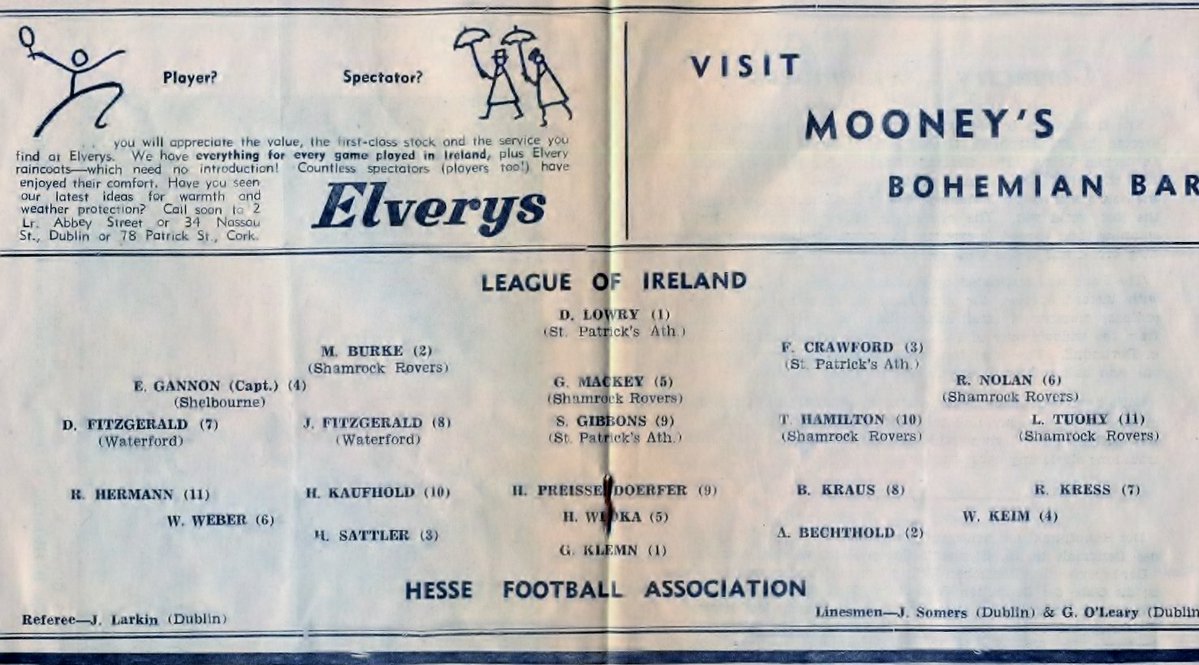 Player? Spectator?
. . . you will appreciate the value, the first-class stock and the service you
find at Elverys. We have everything for every game played in Ireland, plus Elvery
raincoats—which need no introduction! Countless spectators (players too!) have
enjoyed their comfort. Have you seen
our latest ideas for warmth and
weather protection? Call soon to 2
Lr. Abbey Street or 34 Nassau
St., Dublin or 78 Patrick St., Cork.
Elverys
VISIT
MOONEY'S
BOHEMIAN BAR
LEAGUE OF IRELAND
D. LOWRY (1)
(St. Patrick's Ath.)
M. BURKE (2) F. CRAWFORD (3)
(Shamrock Rovers) (St. Patrick's Ath.)
E. GANNON (Capt.) (4) G. MACKEY (5) R. NOLAN (6)
(Shelbourne) (Shamrock Rovers) (Shamrock Rovers)
D. FITZGERALD (7) J. FITZGERALD (8) S. GIBBONS (9) T. HAMILTON (10) L. TUOHY (11)
(Waterford) (Waterford) (St. Patrick's Ath.) (Shamrock Rovers) (Shamrock Rovers)
R. HERMANN (11) H. KAUFHOLD (10) H. PREISSENDOERFER (9) B. KRAUS (8) R. KRESS (7)
W. WEBER (6) H. (5) W. KEIM (4)
H. SATTLER (3) A. BECHTHOLD (2)
G. KLEMN (1)
HESSE FOOTBALL ASSOCIATION
Referee—J. Larkin (Dublin) Linesmen—J. Somers (Dublin) & G. O'Leary (Dublin